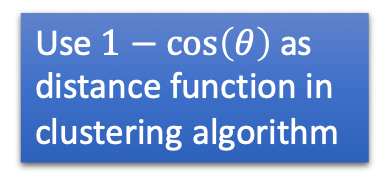 Use 1 − cos(θ) as
distance function in
clustering algorithm